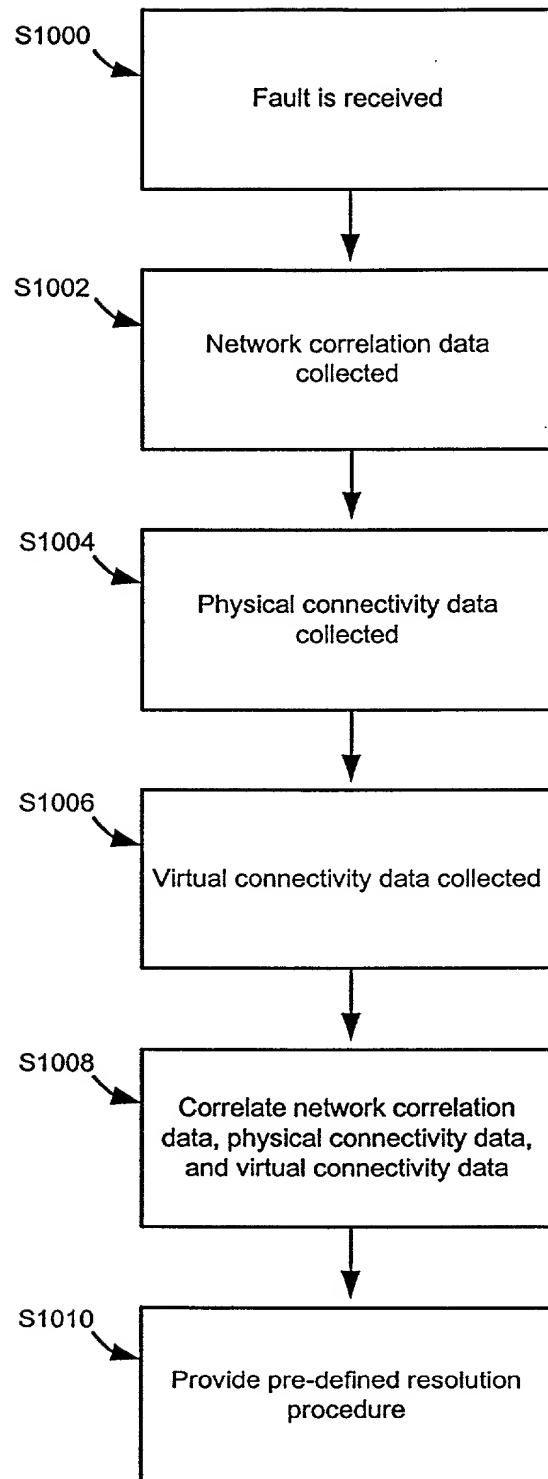 S1000
Fault is received
S1002
Network correlation data
collected
S1004
Physical connectivity data
collected
S1006
Virtual connectivity data collected
S1008
Correlate network correlation
data, physical connectivity data,
and virtual connectivity data
S1010
Provide pre-defined resolution
procedure